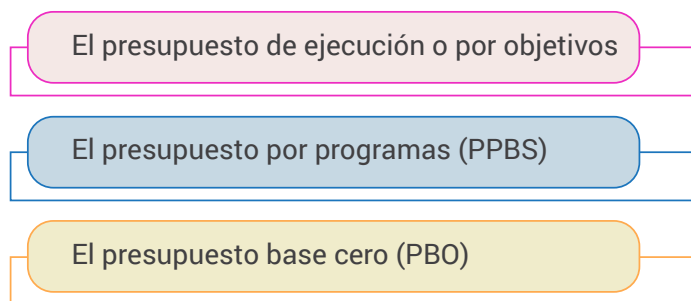 El presupuesto de ejecución o por objetivos
El presupuesto por programas (PPBS)
El presupuesto base cero (PBO)